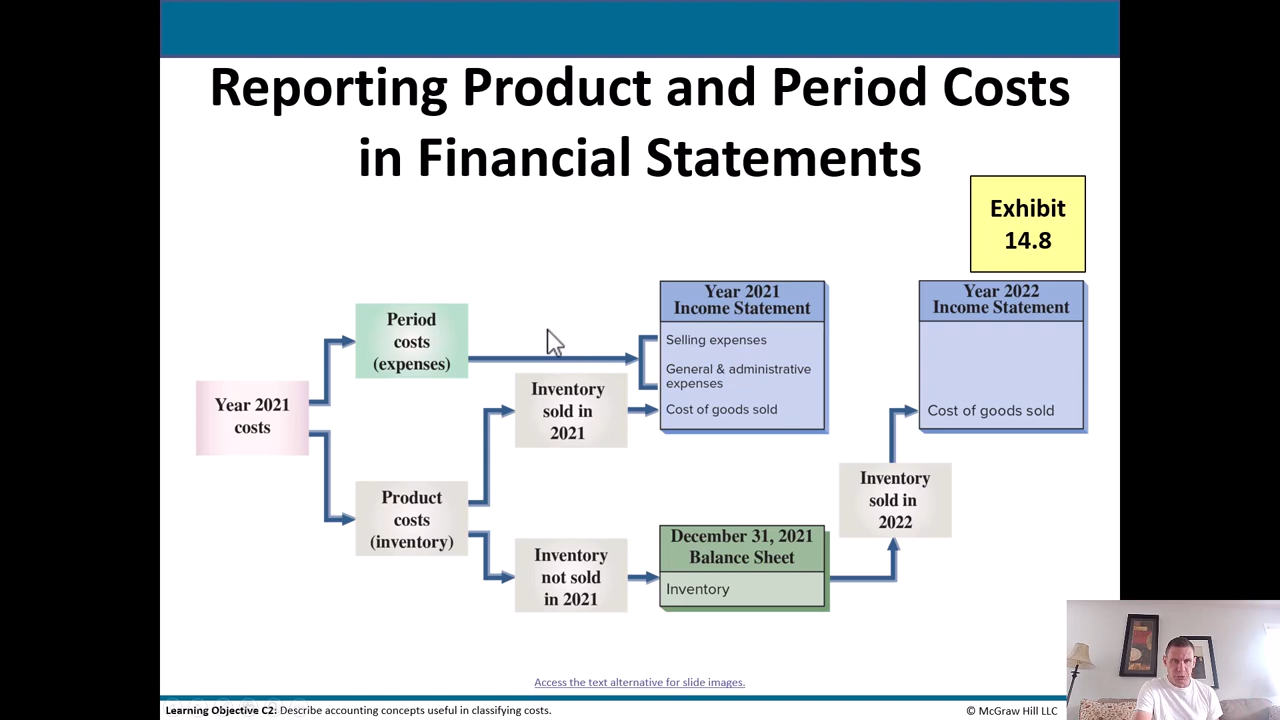 Reporting Product and Period Costs
in Financial Statements
Exhibit
14.8
Year 2021
costs
Period
costs
(expenses)
Product
costs
(inventory)
Inventory
sold in
2021
Inventory
not sold
in 2021
Year 2021
Income Statement
Selling expenses
General & administrative
expenses
Cost of goods sold
December 31, 2021
Balance Sheet
Inventory
Inventory
sold in
2022
Year 2022
Income Statement
Cost of goods sold
Access the text alternative for slide images.
Learning Objective C2: Describe accounting concepts useful in classifying costs.
© McGraw Hill LLC